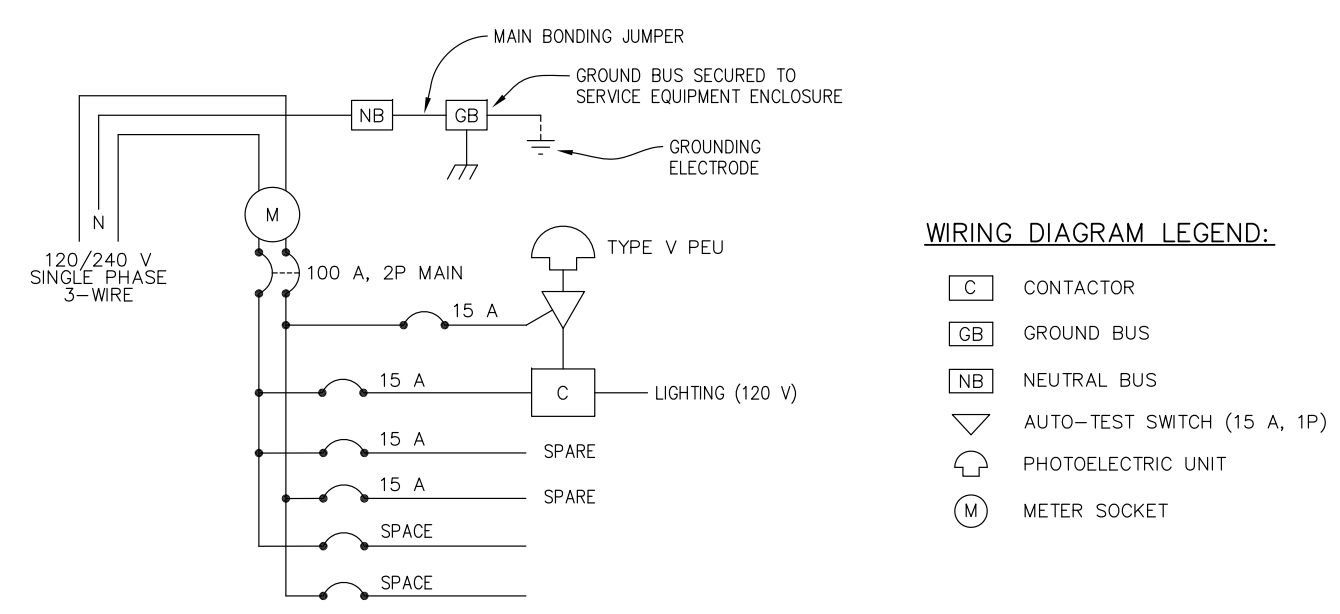 MAIN BONDING JUMPER
GROUND BUS SECURED TO
SERVICE EQUIPMENT ENCLOSURE
NB
GB
GROUNDING
ELECTRODE
N
M
120/240 V
SINGLE PHASE
3-WIRE
100 A, 2P MAIN
TYPE V PEU
15 A
15 A
C
LIGHTING (120 V)
15 A
SPARE
15 A
SPARE
SPACE
SPACE
WIRING DIAGRAM LEGEND:
C CONTACTOR
GB GROUND BUS
NB NEUTRAL BUS
AUTO-TEST SWITCH (15 A, 1P)
PHOTOELECTRIC UNIT
M METER SOCKET